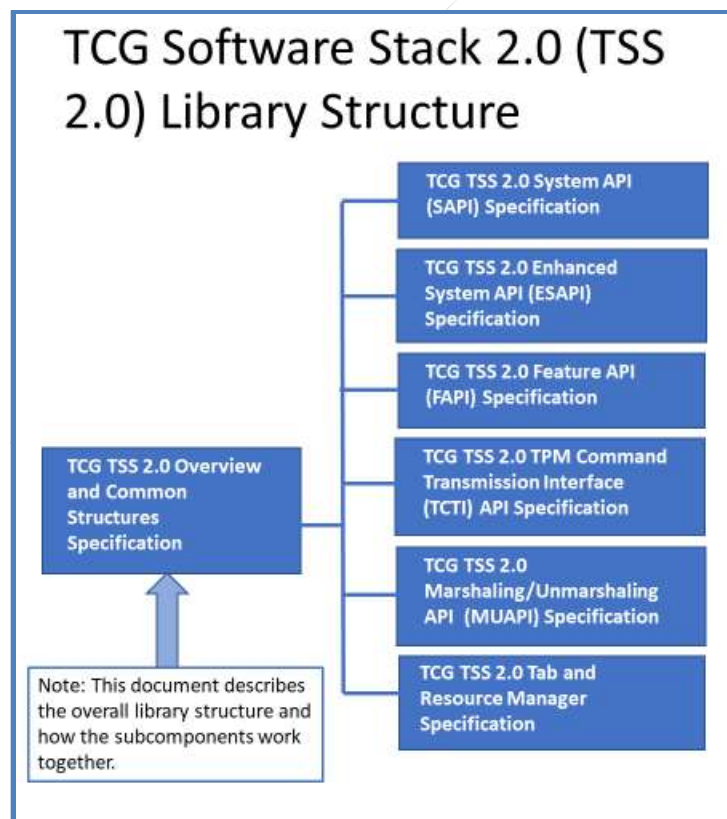 TCG Software Stack 2.0 (TSS
2.0) Library Structure
TCG TSS 2.0 System API
(SAPI) Specification
TCG TSS 2.0 Enhanced
System API (ESAPI)
Specification
TCG TSS 2.0 Feature API
(FAPI) Specification
TCG TSS 2.0 Overview
and Common
Structures
Specification
TCG TSS 2.0 TPM Command
Transmission Interface
(TCTI) API Specification
TCG TSS 2.0
Marshaling/Unmarshaling
API (MUAPI) Specification
TCG TSS 2.0 Tab and
Resource Manager
Specification
Note: This document describes
the overall library structure and
how the subcomponents work
together.